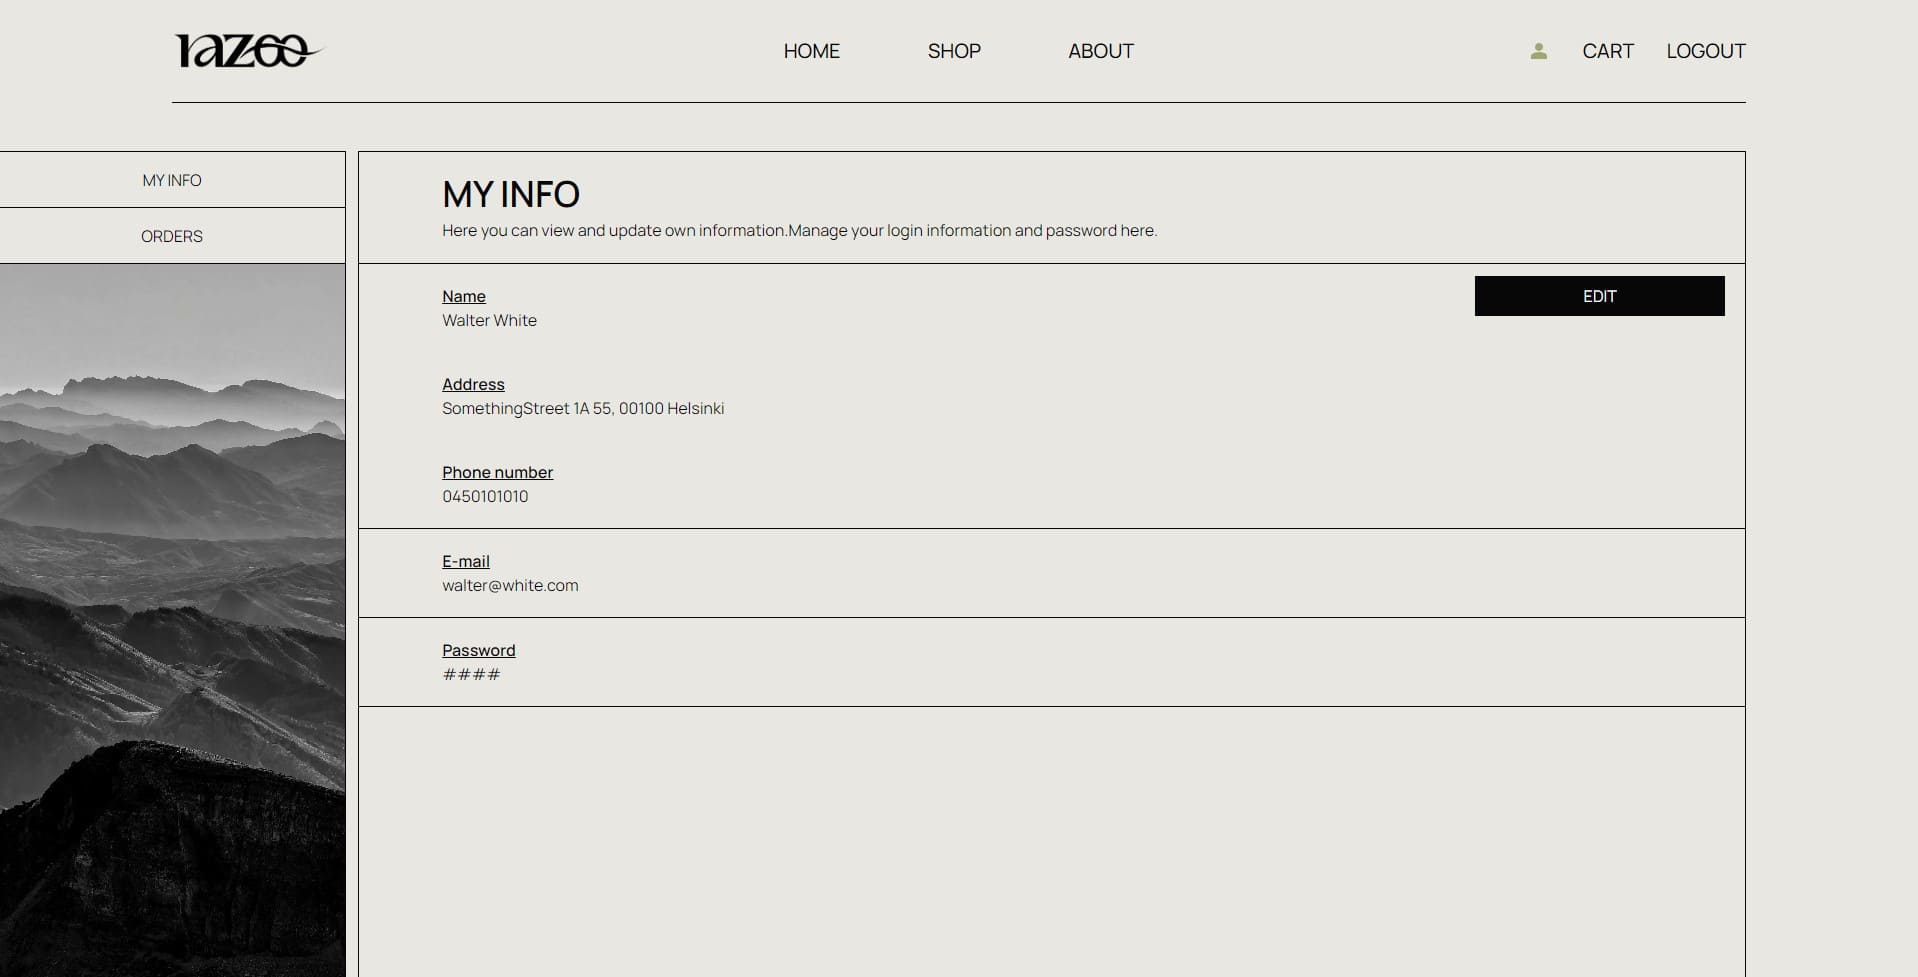 razoo
HOME SHOP ABOUT CART LOGOUT
MY INFO
ORDERS
MY INFO
Here you can view and update own information.Manage your login information and password here.
EDIT
Name
Walter White
Address
SomethingStreet 1A 55, 00100 Helsinki
Phone number
0450101010
E-mail
walter@white.com
Password
####